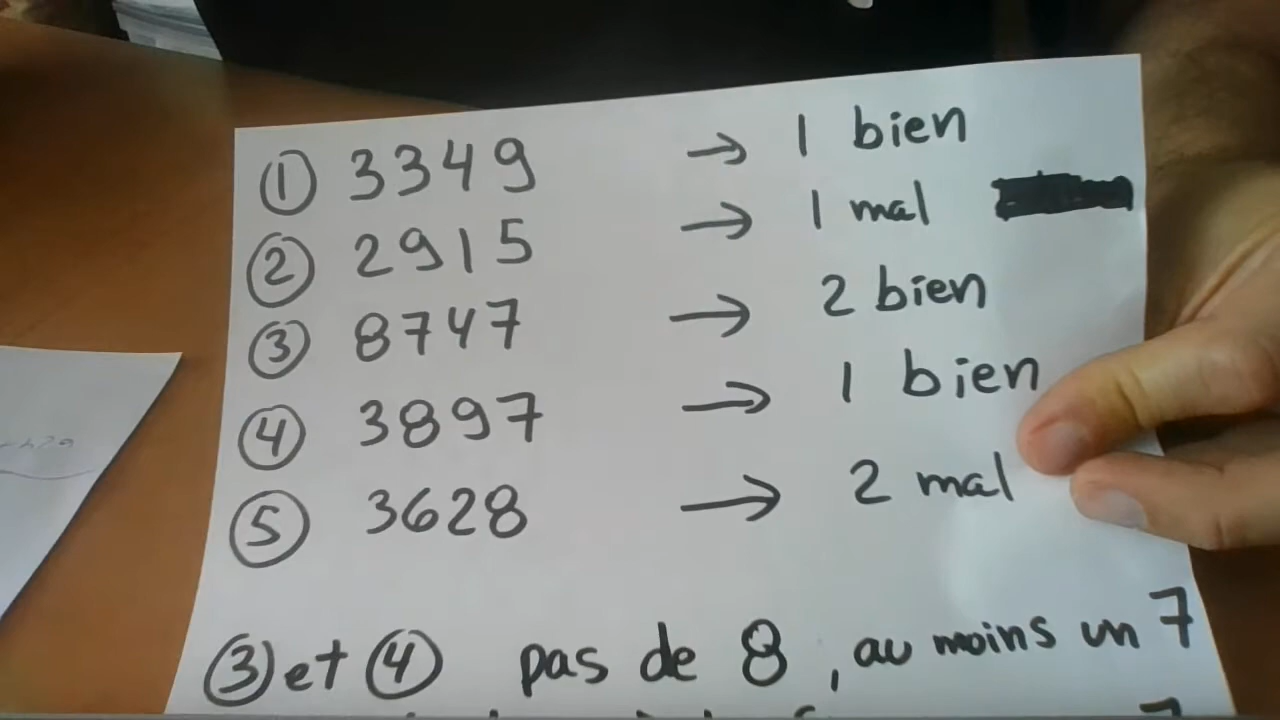 ① 3349 → 1 bien
② 2915 → 1 mal
③ 8747 → 2 bien
④ 3897 → 1 bien
⑤ 3628 → 2 mal
③ et ④ pas de 8, au moins un 7